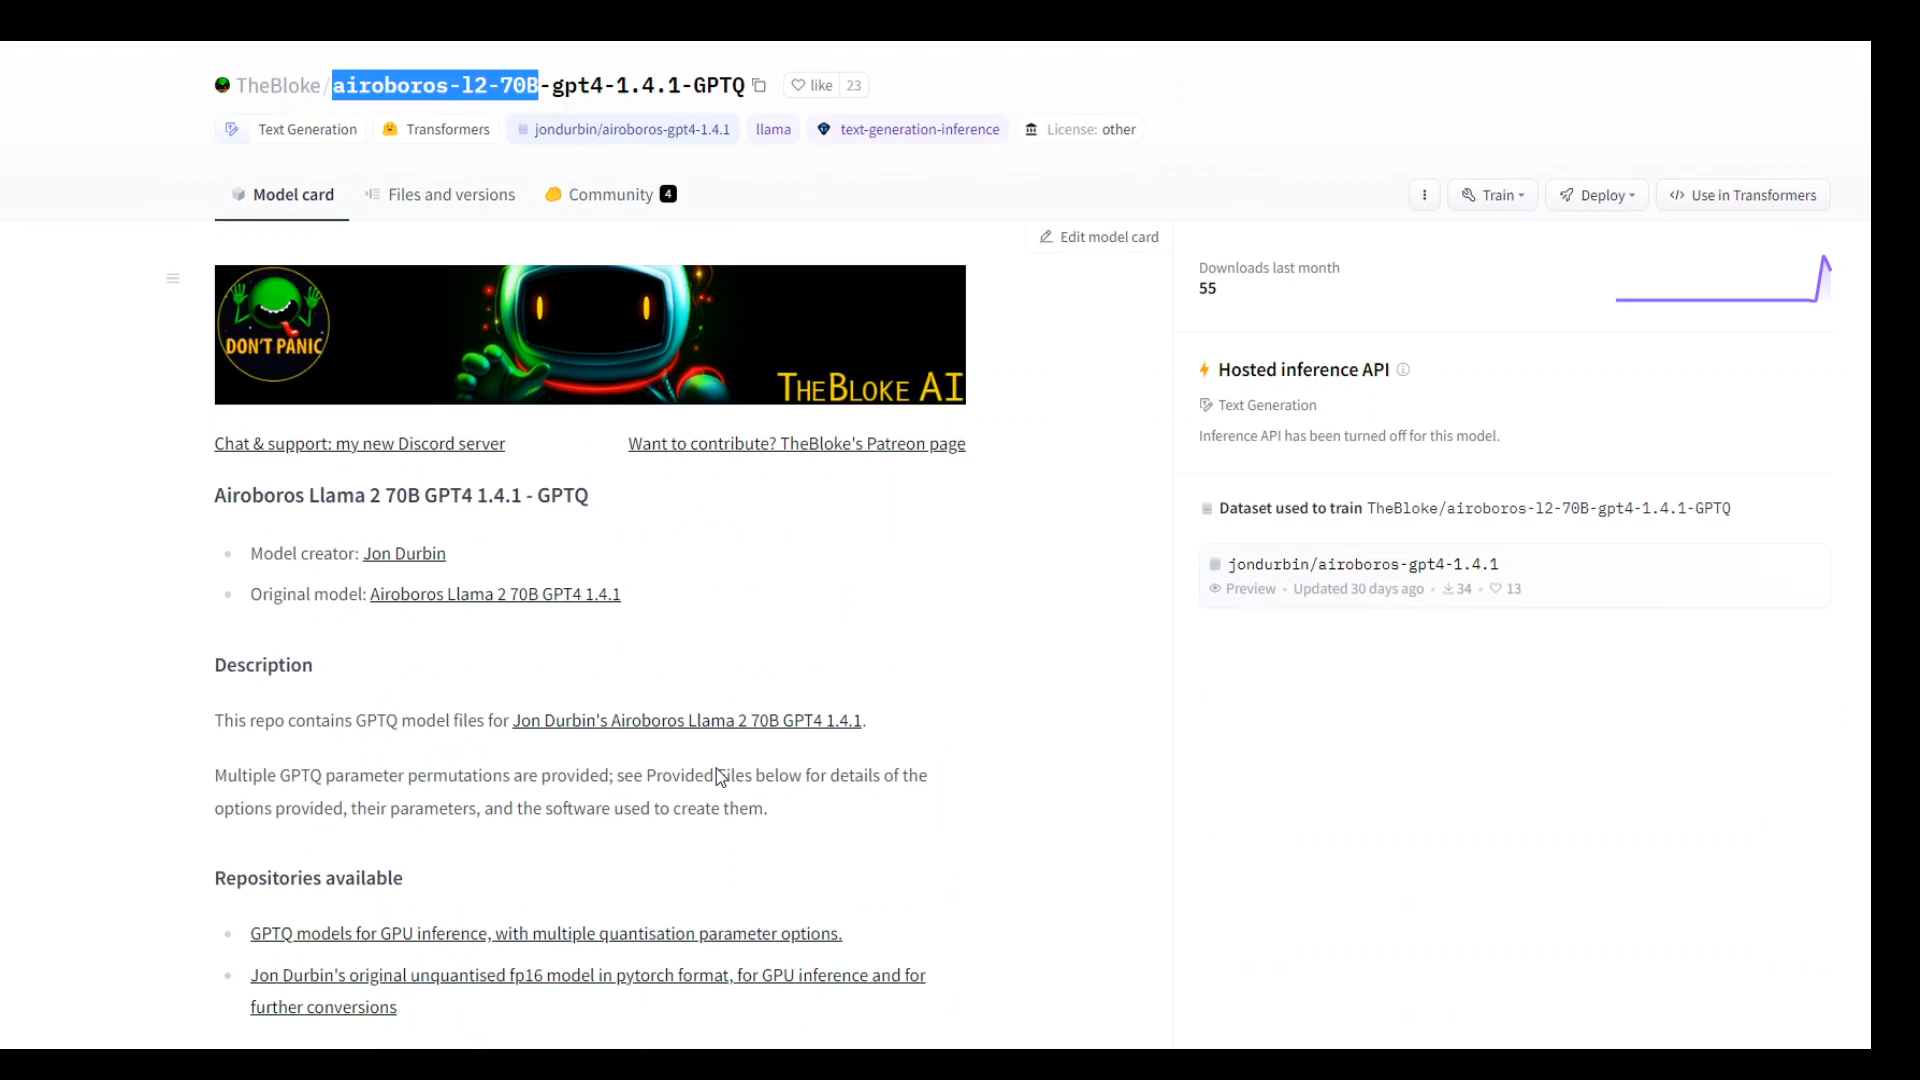 TheBloke/airoboros-l2-70B-gpt4-1.4.1-GPTQ like 23
Text Generation Transformers jondurbin/airoboros-gpt4-1.4.1 llama text-generation-inference License: other
Model card Files and versions Community 4 Train Deploy Use in Transformers
Edit model card
DON'T PANIC
THEBLOKE AI
Chat & support: my new Discord server Want to contribute? TheBloke's Patreon page
Airoboros Llama 2 70B GPT4 1.4.1 - GPTQ
Model creator: Jon Durbin
Original model: Airoboros Llama 2 70B GPT4 1.4.1
Description
This repo contains GPTQ model files for Jon Durbin's Airoboros Llama 2 70B GPT4 1.4.1.
Multiple GPTQ parameter permutations are provided; see Provided Files below for details of the
options provided, their parameters, and the software used to create them.
Repositories available
GPTQ models for GPU inference, with multiple quantisation parameter options.
Jon Durbin's original unquantised fp16 model in pytorch format, for GPU inference and for
further conversions
Downloads last month
55
Hosted inference API
Text Generation
Inference API has been turned off for this model.
Dataset used to train TheBloke/airoboros-l2-70B-gpt4-1.4.1-GPTQ
jondurbin/airoboros-gpt4-1.4.1
Preview • Updated 30 days ago • 34 • 13